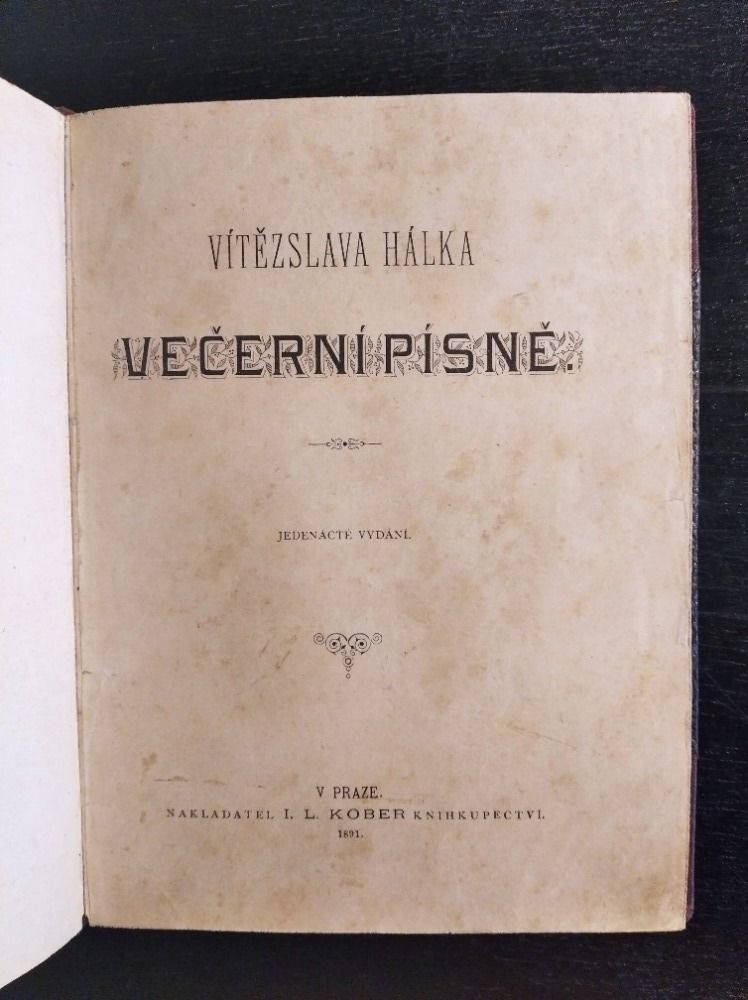 VÍTĚZSLAVA HÁLKA
VEČERNÍ PÍSNĚ.
JEDENÁCTÉ VYDÁNÍ.
V PRAZE.
NAKLADATEL I. L. KOBER KNIHKUPECTVÍ.
1891.